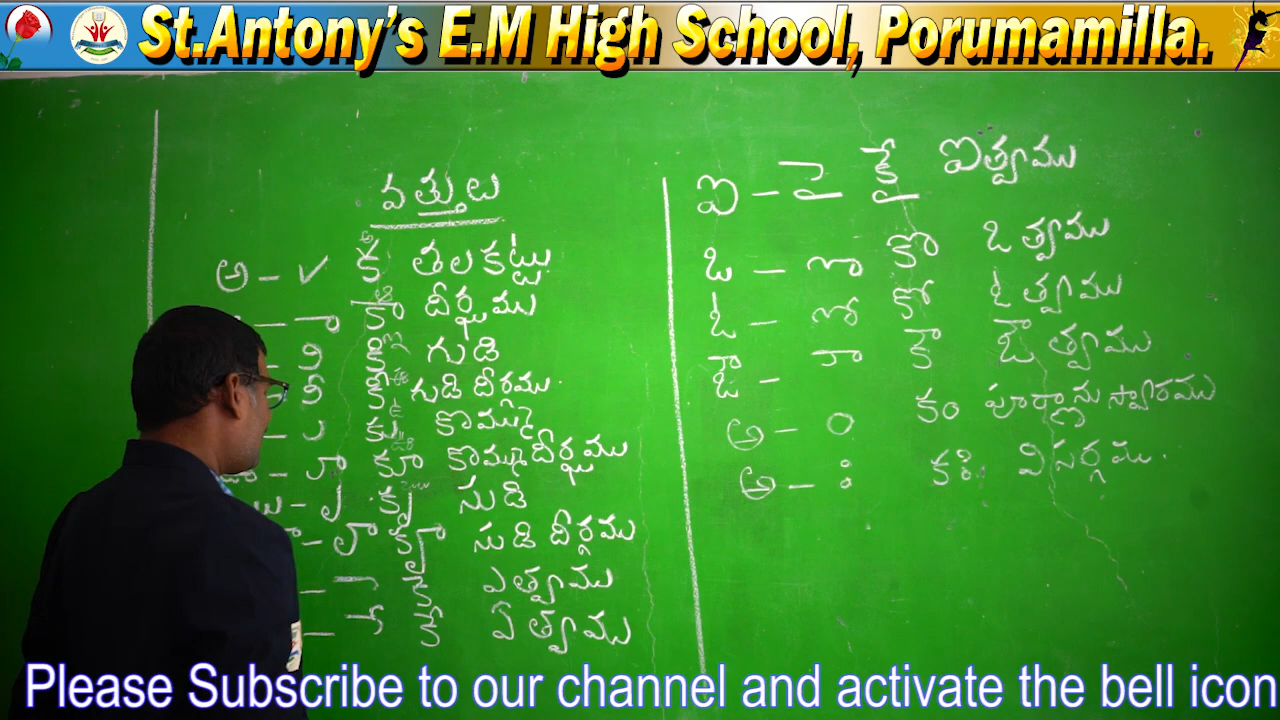 St.Antony's E.M High School, Porumamilla.
వత్తులు
అ - ✓ క తలకట్టు
- ా కా దీర్ఘము
ి కి గుడి
ీ కీ గుడి దీర్ఘము.
ు కు కొమ్ము
- ూ కూ కొమ్ము దీర్ఘము
- ృ కృ సుడి
- ౄ కౄ సుడి దీర్ఘము
- ె కె ఎత్వము
- ే కే ఏత్వము
ఐ - ై కై ఐత్వము
ఒ - ొ కొ ఒత్వము
ఓ - ో కో ఓత్వము
ఔ - ౌ కౌ ఔత్వము
అ - ం కం పూర్ణానుస్వారము
అ - ః కః విసర్గము.
Please Subscribe to our channel and activate the bell icon